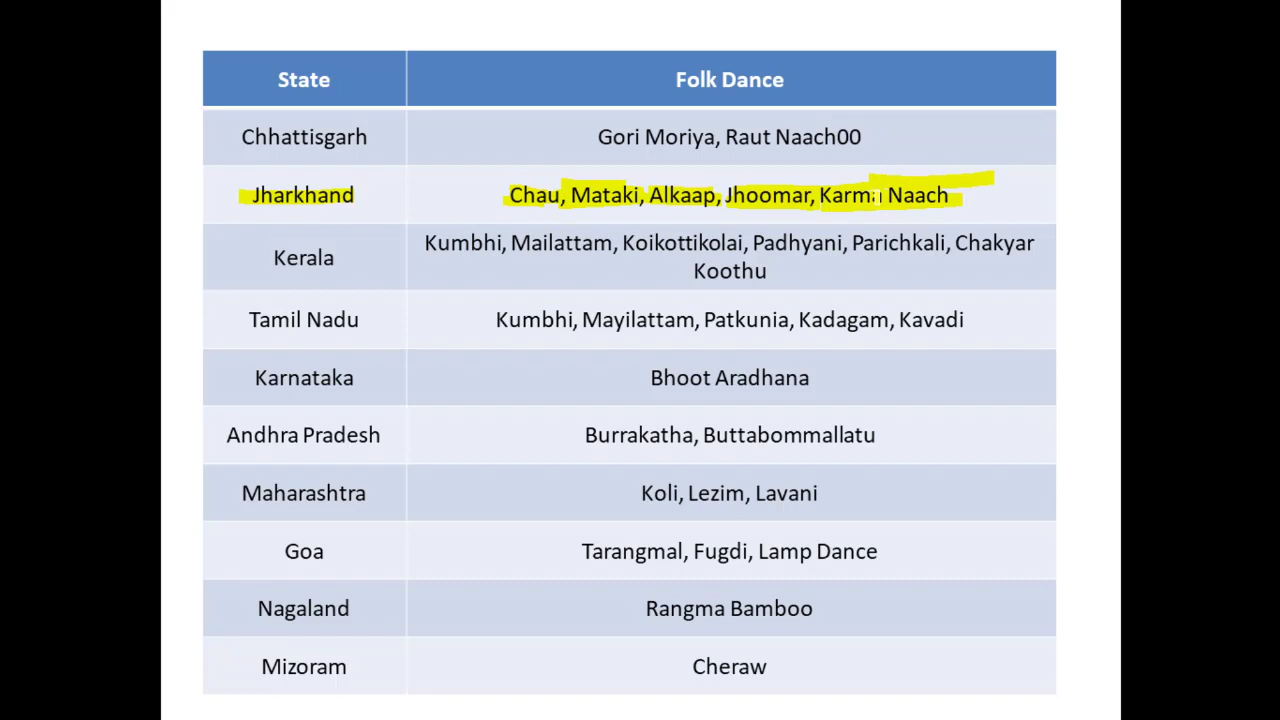 State Folk Dance
Chhattisgarh Gori Moriya, Raut Naach00
Jharkhand Chau, Mataki, Alkaap, Jhoomar, Karma Naach
Kerala Kumbhi, Mailattam, Koikottikolai, Padhyani, Parichkali, Chakyar
Koothu
Tamil Nadu Kumbhi, Mayilattam, Patkunia, Kadagam, Kavadi
Karnataka Bhoot Aradhana
Andhra Pradesh Burrakatha, Buttabommallatu
Maharashtra Koli, Lezim, Lavani
Goa Tarangmal, Fugdi, Lamp Dance
Nagaland Rangma Bamboo
Mizoram Cheraw